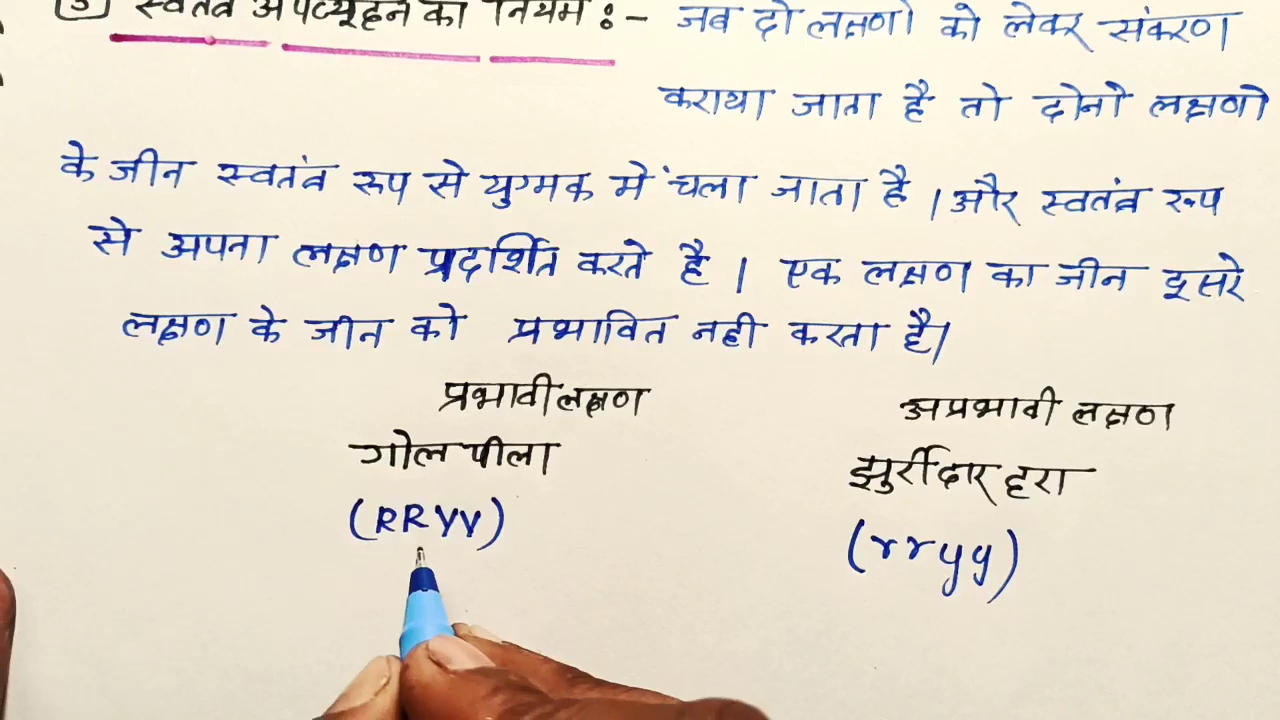 स्वतंत्र अपव्यूहन का नियम :- जब दो लक्षणो को लेकर संकरण
कराया जाता है तो दोनो लक्षणो
के जीन स्वतंत्र रूप से युग्मक में चला जाता है । और स्वतंत्र रूप
से अपना लक्षण प्रदर्शित करते है । एक लक्षण का जीन दूसरे
लक्षण के जीन को प्रभावित नही करता है।
प्रभावी लक्षण अप्रभावी लक्षण
गोल पीला झुर्रीदार हरा
(RRYY) (rryy)